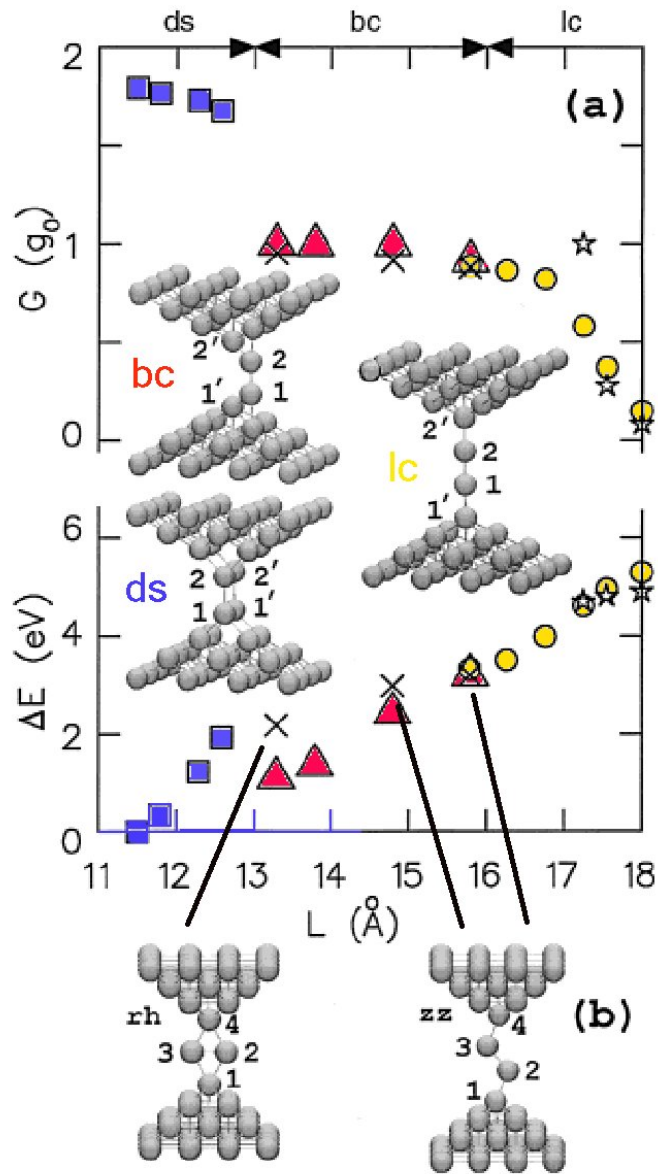 ds bc lc
2 (a)
G (g₀)
1
2′ 2
bc 1′ 1
2′
0 2
lc 1
1′
6
2 2′
ds 1 1′
ΔE (eV)
4
2
0
11 12 13 14 15 16 17 18
L (Å)
rh 4 zz 4 (b)
3 2 3
2
1 1